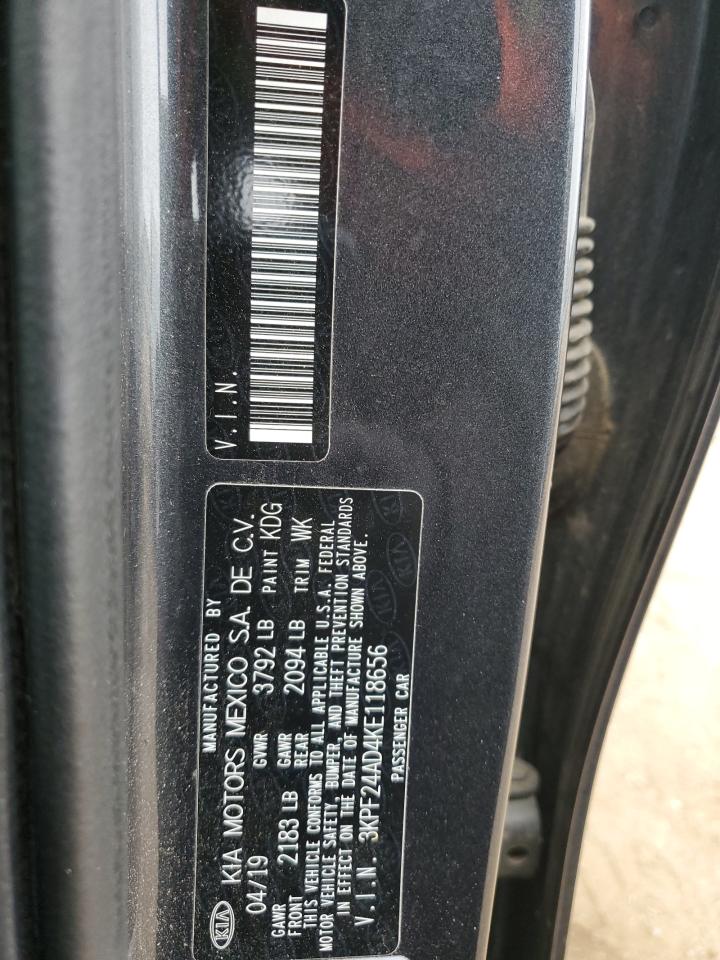 V.I.N.
MANUFACTURED BY
KIA KIA MOTORS MEXICO S.A. DE C.V.
04/19 GVWR 3792 LB PAINT KDG
GAWR FRONT 2183 LB GAWR REAR 2094 LB TRIM WK
THIS VEHICLE CONFORMS TO ALL APPLICABLE U.S.A. FEDERAL
MOTOR VEHICLE SAFETY, BUMPER, AND THEFT PREVENTION STANDARDS
IN EFFECT ON THE DATE OF MANUFACTURE SHOWN ABOVE.
V.I.N. 3KPF24AD4KE118656
PASSENGER CAR